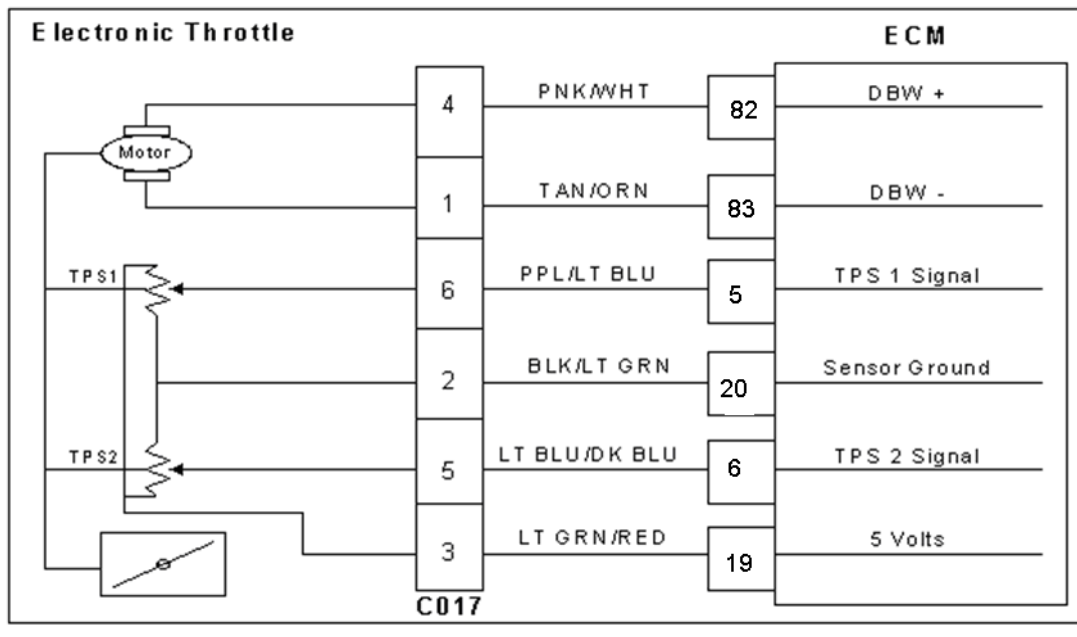 Electronic Throttle
ECM
4
PNK/WHT
82
DBW +
Motor
1
TAN/ORN
83
DBW -
TPS1
6
PPL/LT BLU
5
TPS 1 Signal
2
BLK/LT GRN
20
Sensor Ground
TPS2
5
LT BLU/DK BLU
6
TPS 2 Signal
3
LT GRN/RED
19
5 Volts
C017